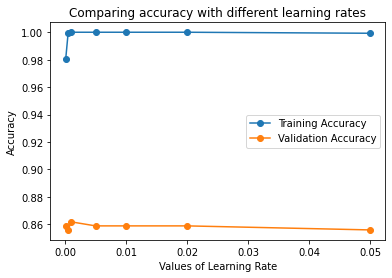 Comparing accuracy with different learning rates
1.00
0.98
0.96
0.94
0.92
0.90
0.88
0.86
Accuracy
Training Accuracy
Validation Accuracy
0.00 0.01 0.02 0.03 0.04 0.05
Values of Learning Rate